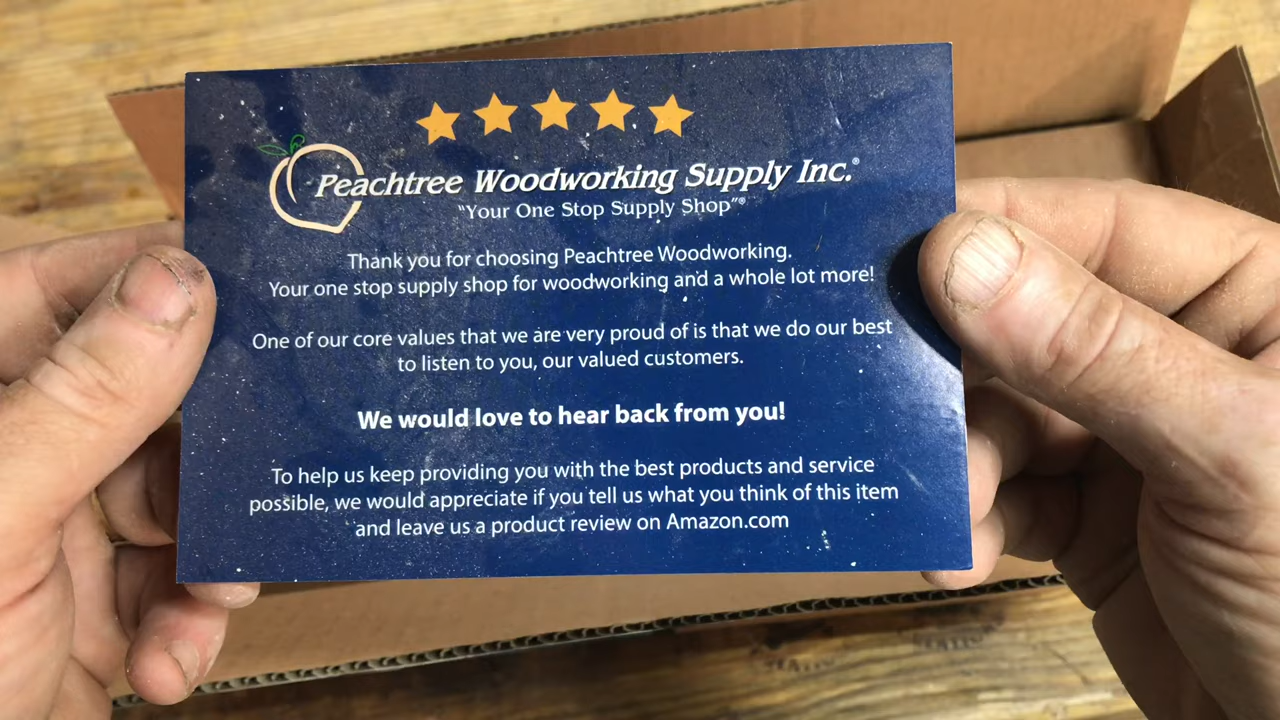 Peachtree Woodworking Supply Inc.®
"Your One Stop Supply Shop"®
Thank you for choosing Peachtree Woodworking.
Your one stop supply shop for woodworking and a whole lot more!
One of our core values that we are very proud of is that we do our best
to listen to you, our valued customers.
We would love to hear back from you!
To help us keep providing you with the best products and service
possible, we would appreciate if you tell us what you think of this item
and leave us a product review on Amazon.com